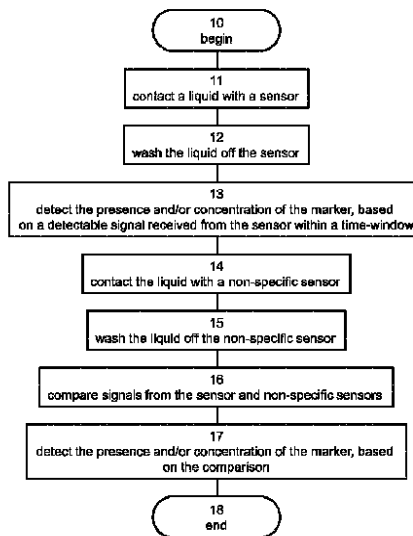 10
begin
11
contact a liquid with a sensor
12
wash the liquid off the sensor
13
detect the presence and/or concentration of the marker, based
on a detectable signal received from the sensor within a time-window
14
contact the liquid with a non-specific sensor
15
wash the liquid off the non-specific sensor
16
compare signals from the sensor and non-specific sensors
17
detect the presence and/or concentration of the marker, based
on the comparison
18
end